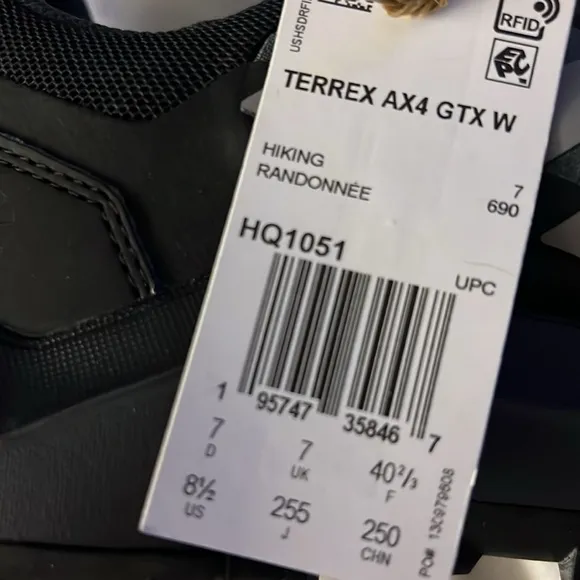 RFID
TERREX AX4 GTX W
HIKING
RANDONNÉE
7
690
HQ1051
UPC
1 95747 35846 7
7 7 40⅔
D UK F
8½ 255 250
US J CHN
PO# 130979608